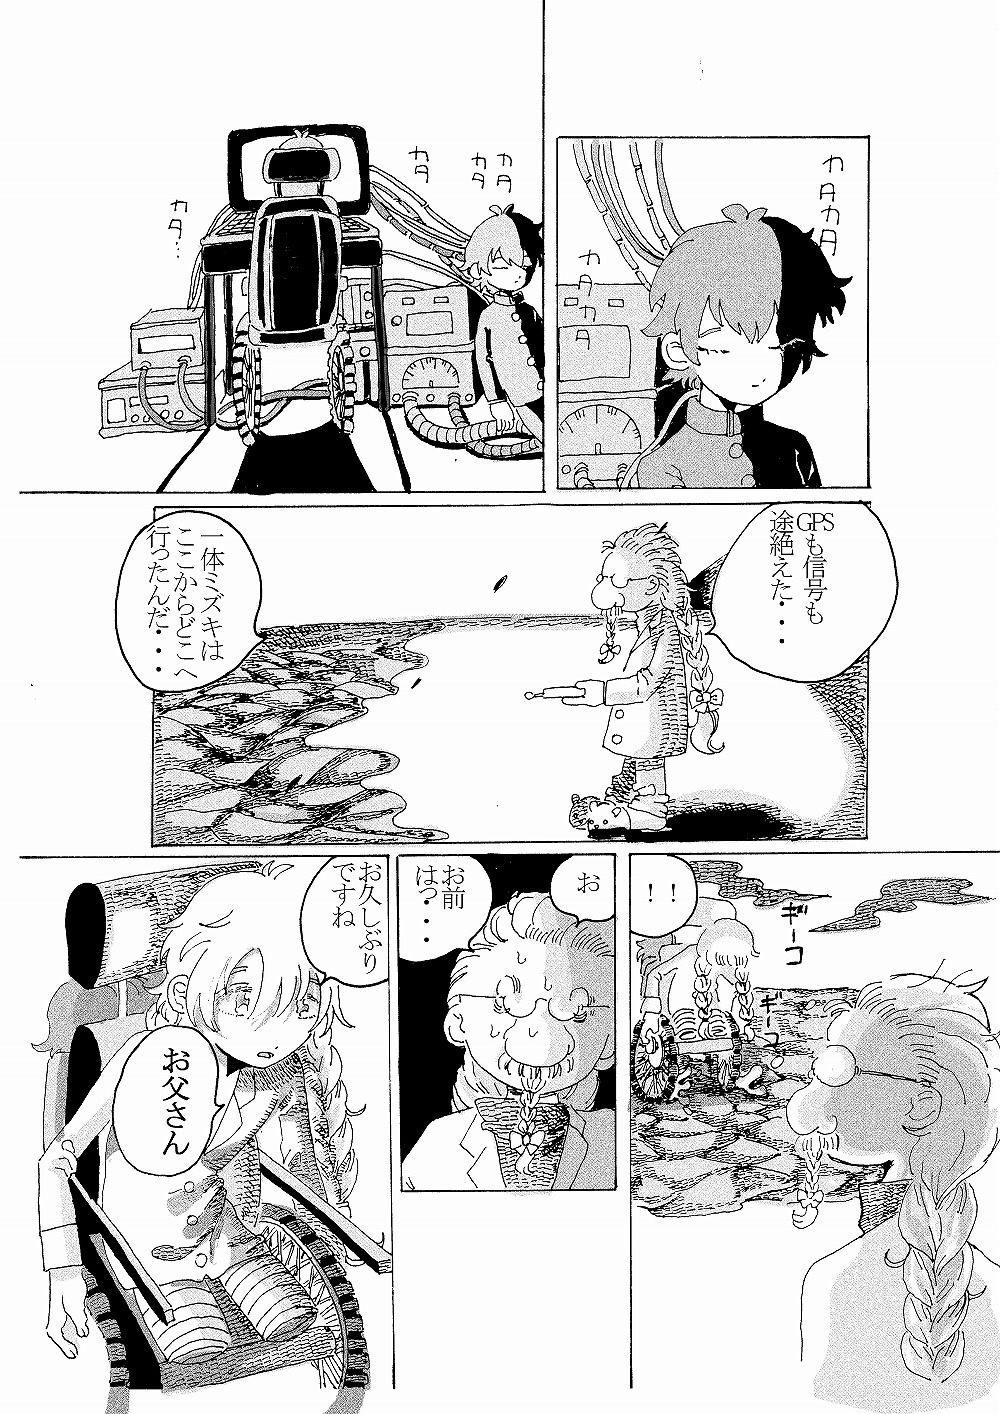 カタカタ
カタカタ
カタ
カタ
カタ
カタ…
GPSも信号も
途絶えた・・・
一体ミズキは
ここからどこへ
行ったんだ・・・
！！
ギーコ
ギーコ
お
お前
はっ・・
お久しぶり
ですね
お父さん